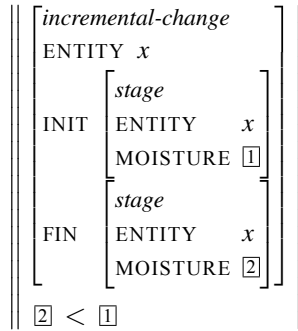 incremental-change
ENTITY x
stage
INIT ENTITY x
MOISTURE 1
stage
FIN ENTITY x
MOISTURE 2
2 < 1